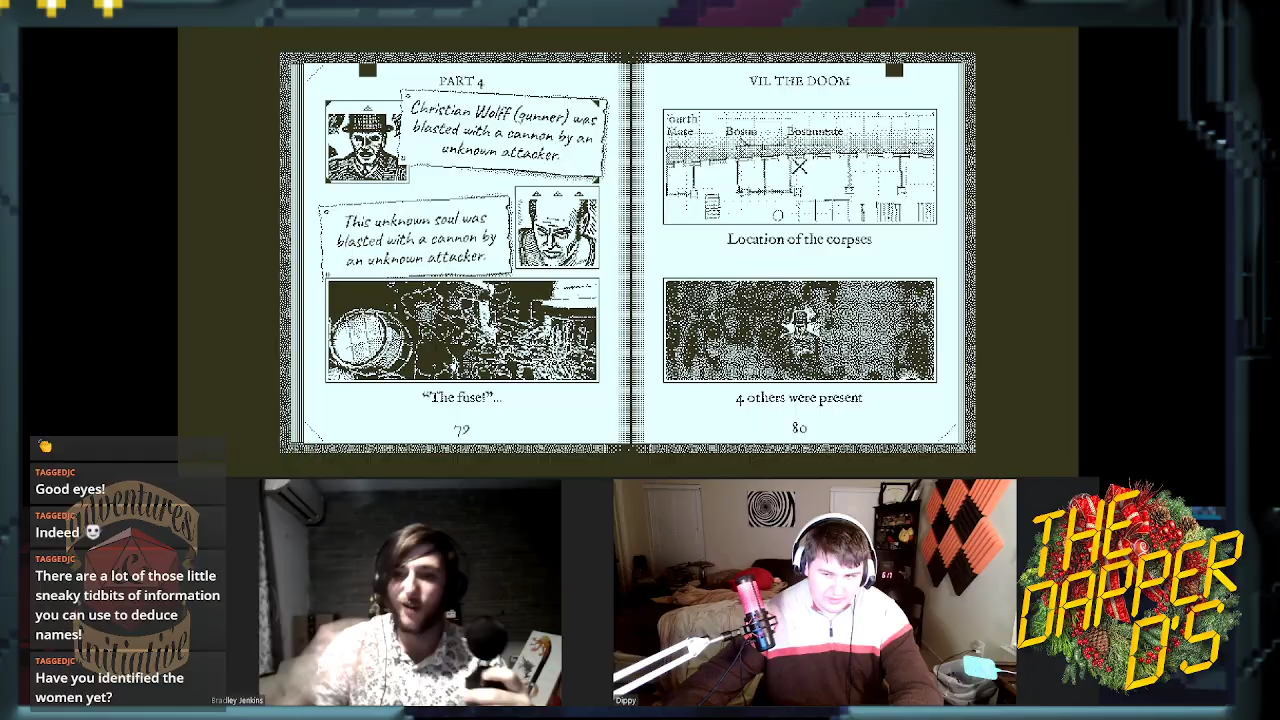 PART 4
Christian Wolff (gunner) was
blasted with a cannon by an
unknown attacker.
This unknown soul was
blasted with a cannon by
an unknown attacker.
"The fuse!"...
79
VII. THE DOOM
Mate
Bosun
Bosunmate
Location of the corpses
4 others were present
80
TAGGEDJC
Good eyes!
TAGGEDJC
Indeed
TAGGEDJC
There are a lot of those little
sneaky tidbits of information
you can use to deduce
names!
TAGGEDJC
Have you identified the
women yet?
Adventures
Initiative
Bradley Jenkins
Dippy
THE
DAPPER
D'S